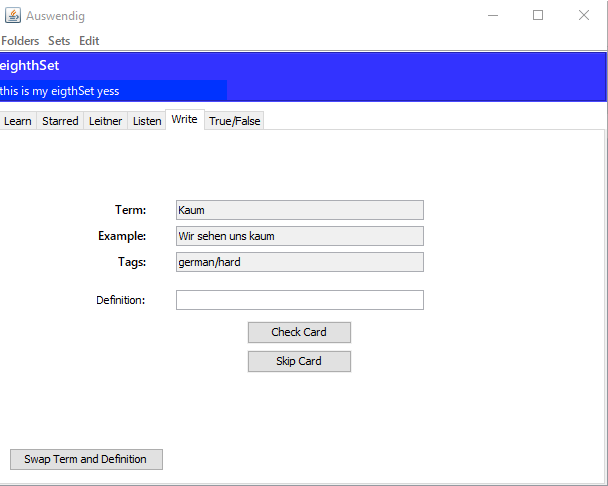 Auswendig
Folders Sets Edit
eighthSet
this is my eigthSet yess
Learn Starred Leitner Listen Write True/False
Term: Kaum
Example: Wir sehen uns kaum
Tags: german/hard
Definition:
Check Card
Skip Card
Swap Term and Definition